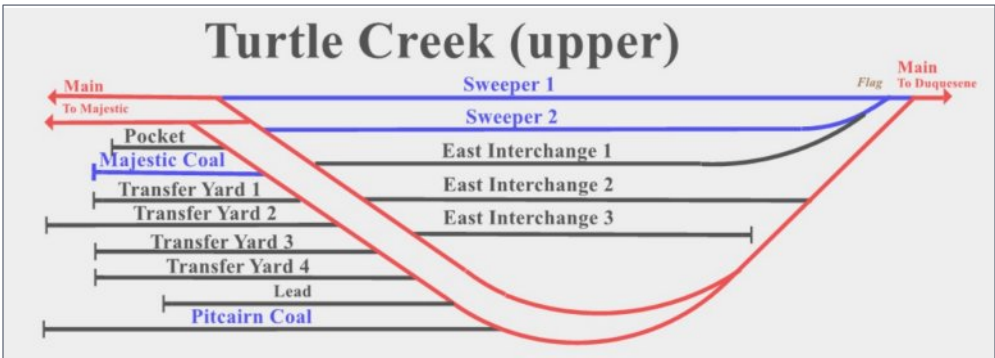 Turtle Creek (upper)
Main
To Majestic
Sweeper 1
Flag
Main
To Duquesene
Sweeper 2
Pocket
Majestic Coal
East Interchange 1
Transfer Yard 1
East Interchange 2
Transfer Yard 2
East Interchange 3
Transfer Yard 3
Transfer Yard 4
Lead
Pitcairn Coal